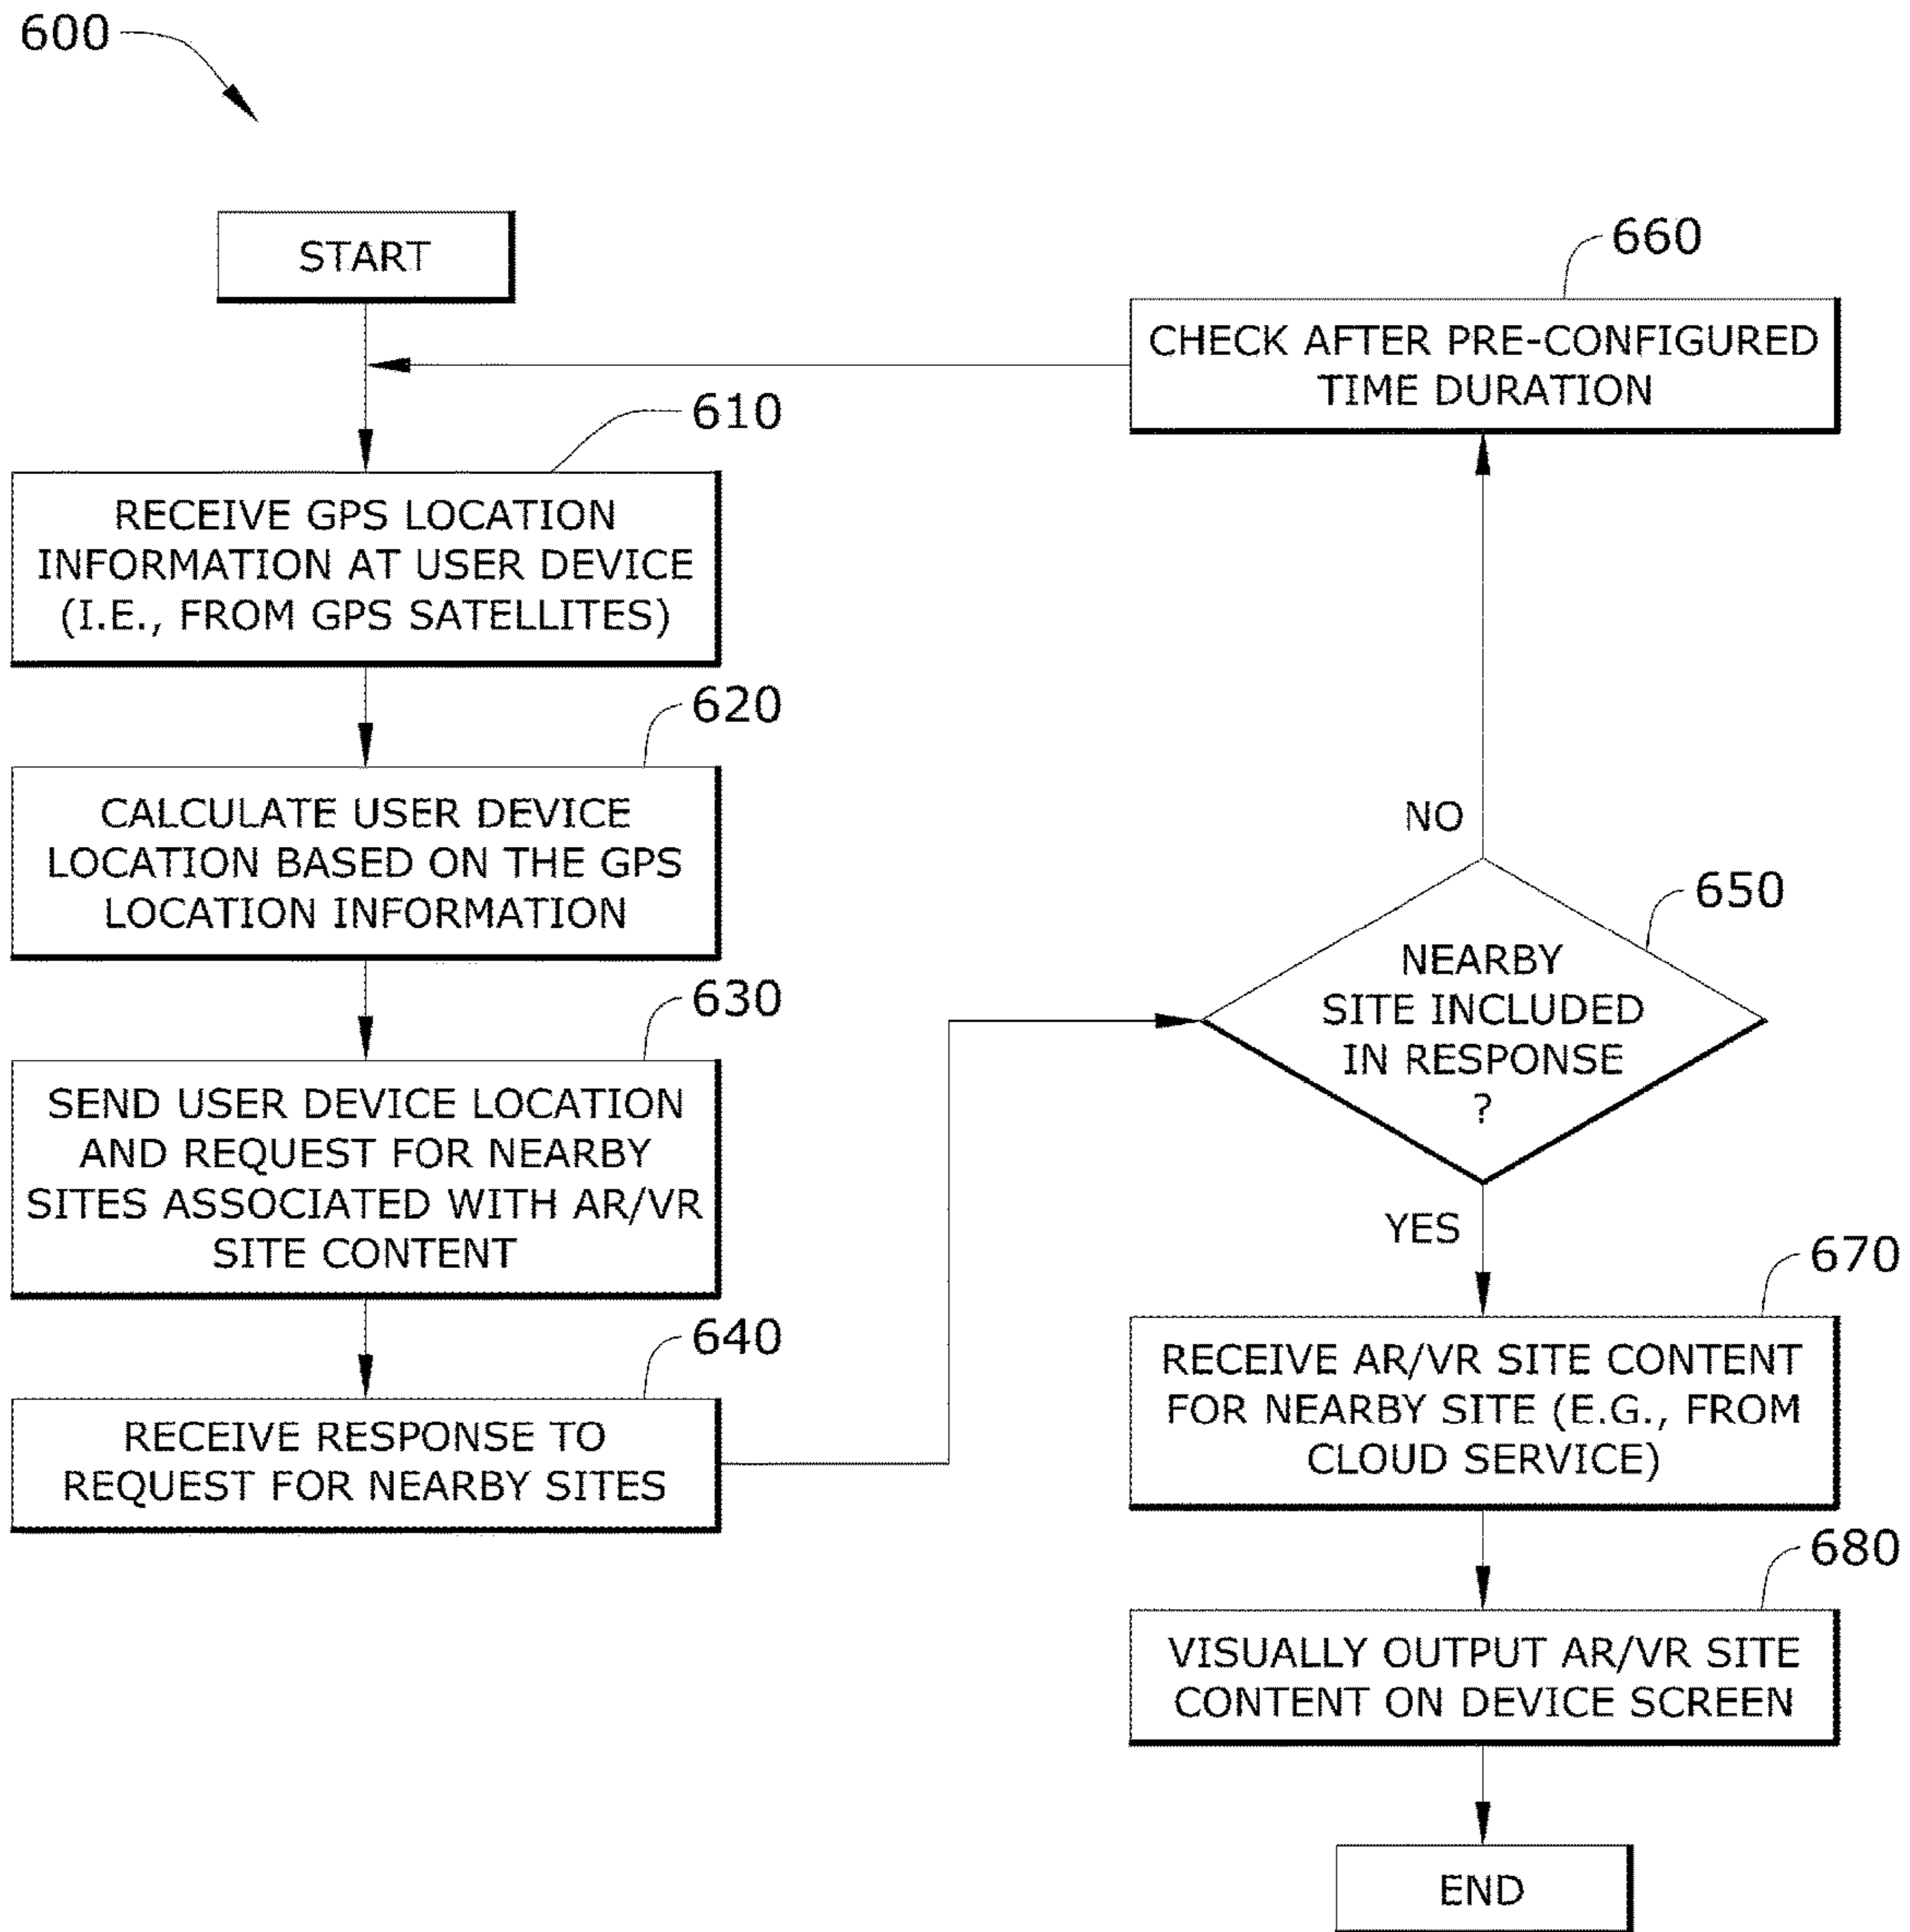 600
START
610
RECEIVE GPS LOCATION
INFORMATION AT USER DEVICE
(I.E., FROM GPS SATELLITES)
620
CALCULATE USER DEVICE
LOCATION BASED ON THE GPS
LOCATION INFORMATION
630
SEND USER DEVICE LOCATION
AND REQUEST FOR NEARBY
SITES ASSOCIATED WITH AR/VR
SITE CONTENT
640
RECEIVE RESPONSE TO
REQUEST FOR NEARBY SITES
650
NEARBY
SITE INCLUDED
IN RESPONSE
?
NO
660
CHECK AFTER PRE-CONFIGURED
TIME DURATION
YES
670
RECEIVE AR/VR SITE CONTENT
FOR NEARBY SITE (E.G., FROM
CLOUD SERVICE)
680
VISUALLY OUTPUT AR/VR SITE
CONTENT ON DEVICE SCREEN
END